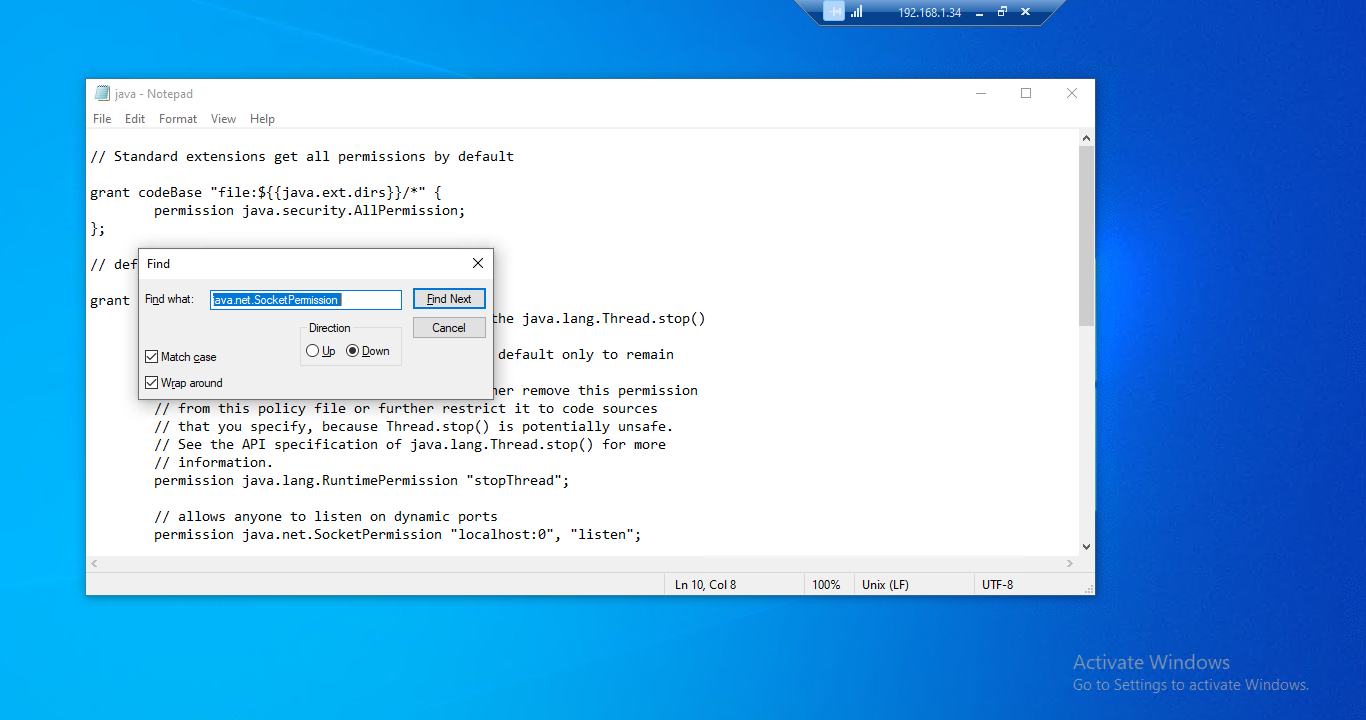 192.168.1.34
java - Notepad
File Edit Format View Help
// Standard extensions get all permissions by default
grant codeBase "file:${{java.ext.dirs}}/*" {
permission java.security.AllPermission;
};
// def
grant
the java.lang.Thread.stop()
default only to remain
her remove this permission
// from this policy file or further restrict it to code sources
// that you specify, because Thread.stop() is potentially unsafe.
// See the API specification of java.lang.Thread.stop() for more
// information.
permission java.lang.RuntimePermission "stopThread";
// allows anyone to listen on dynamic ports
permission java.net.SocketPermission "localhost:0", "listen";
Find
Find what: java.net.SocketPermission Find Next
Direction Cancel
Up Down
Match case
Wrap around
Ln 10, Col 8 100% Unix (LF) UTF-8
Activate Windows
Go to Settings to activate Windows.